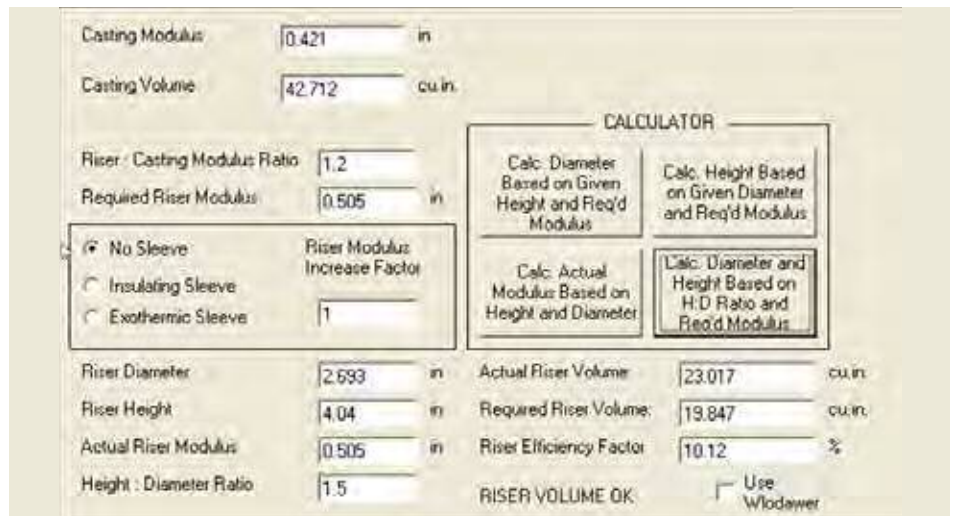 Casting Modulus 0.421 in
Casting Volume 42.712 cu.in.
Riser : Casting Modulus Ratio 1.2
Required Riser Modulus 0.505 in
No Sleeve
Insulating Sleeve
Exothermic Sleeve
Riser Modulus
Increase Factor
1
CALCULATOR
Calc. Diameter
Based on Given
Height and Req'd
Modulus
Calc. Height Based
on Given Diameter
and Req'd Modulus
Calc. Actual
Modulus Based on
Height and Diameter
Calc. Diameter and
Height Based on
H:D Ratio and
Req'd Modulus
Riser Diameter 2.693 in
Riser Height 4.04 in
Actual Riser Modulus 0.505 in
Height : Diameter Ratio 1.5
Actual Riser Volume 23.017 cu.in.
Required Riser Volume: 19.847 cu.in.
Riser Efficiency Factor 10.12 %
RISER VOLUME OK
Use
Wlodawer